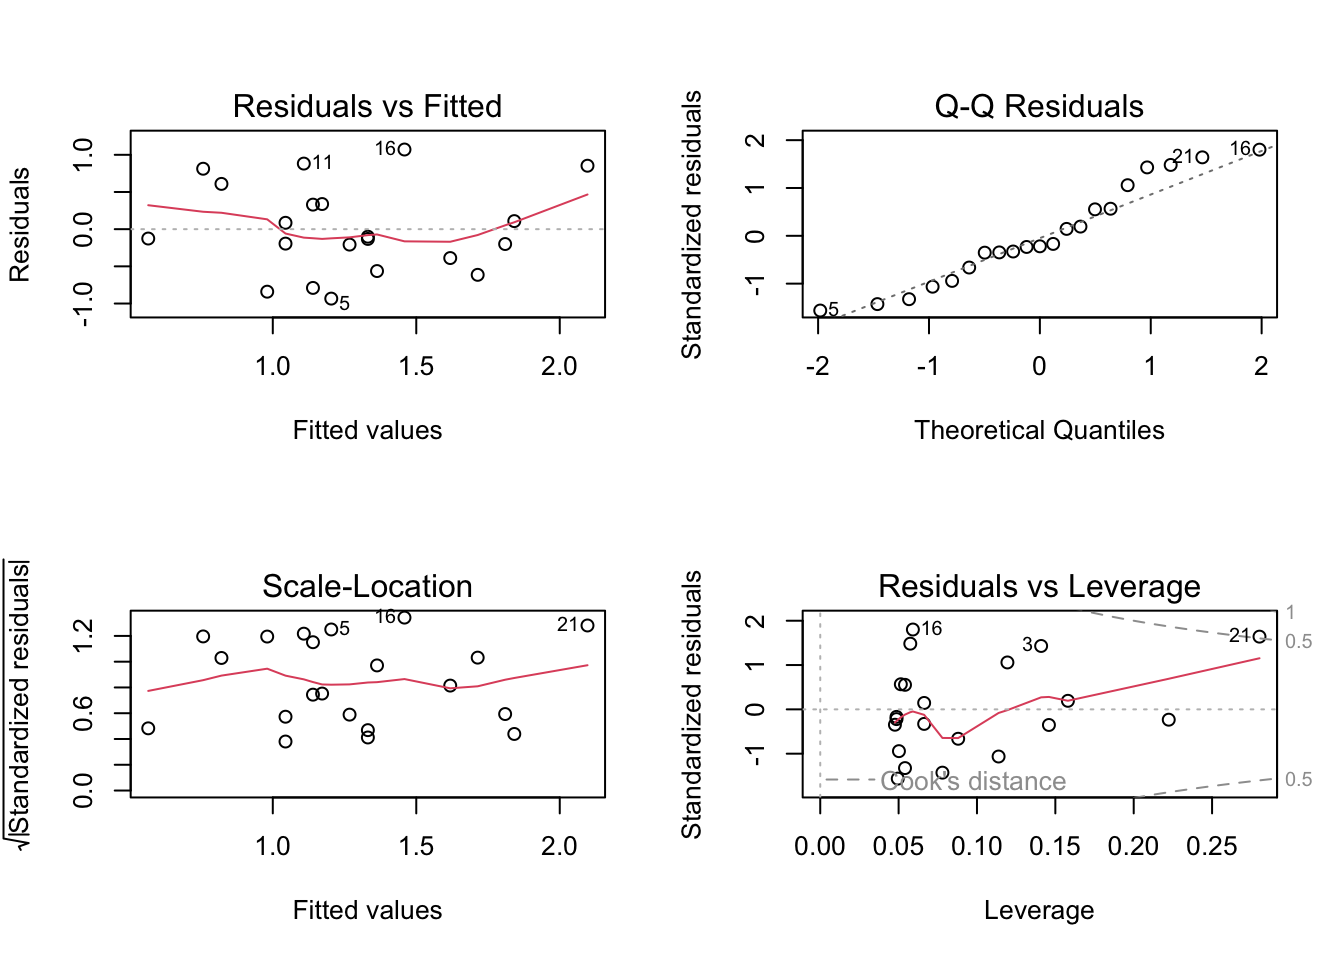 Residuals vs Fitted
Residuals
1.0
0.0
-1.0
11
16
5
1.0 1.5 2.0
Fitted values
Q-Q Residuals
Standardized residuals
2
1
0
-1
21
16
5
-2 -1 0 1 2
Theoretical Quantiles
Scale-Location
√|Standardized residuals|
1.2
0.6
0.0
5
16
21
1.0 1.5 2.0
Fitted values
Residuals vs Leverage
Standardized residuals
2
1
0
-1
16
3
21
1
0.5
0.5
Cook's distance
0.00 0.05 0.10 0.15 0.20 0.25
Leverage